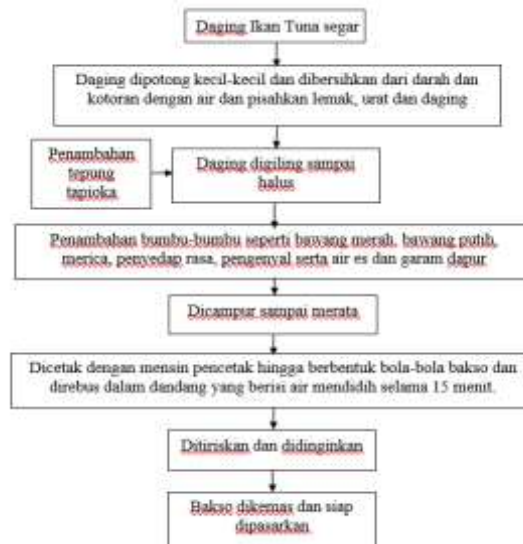 Daging Ikan Tuna segar
Daging dipotong kecil-kecil dan dibersihkan dari darah dan
kotoran dengan air dan pisahkan lemak, urat dan daging
Penambahan
tepung
tapioka
Daging digiling sampai
halus
Penambahan bumbu-bumbu seperti bawang merah, bawang putih,
merica, penyedap rasa, pengenyal serta air es dan garam dapur
Dicampur sampai merata
Dicetak dengan mensin pencetak hingga berbentuk bola-bola bakso dan
direbus dalam dandang yang berisi air mendidih selama 15 menit.
Ditiriskan dan didinginkan
Bakso dikemas dan siap
dipasarkan